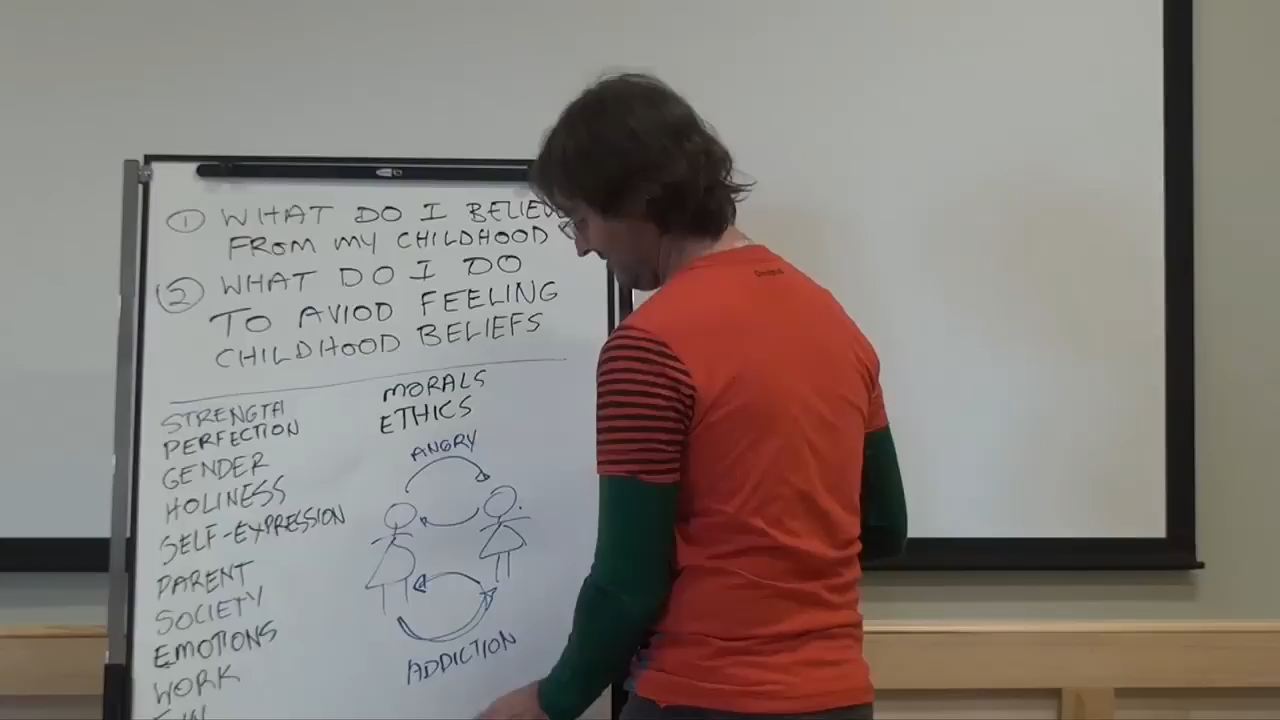 ① WHAT DO I BELIEV
FROM MY CHILDHOOD
② WHAT DO I DO
TO AVIOD FEELING
CHILDHOOD BELIEFS
MORALS
ETHICS
STRENGTH
PERFECTION
GENDER
HOLINESS
SELF-EXPRESSION
PARENT
SOCIETY
EMOTIONS
WORK
ANGRY
ADDICTION